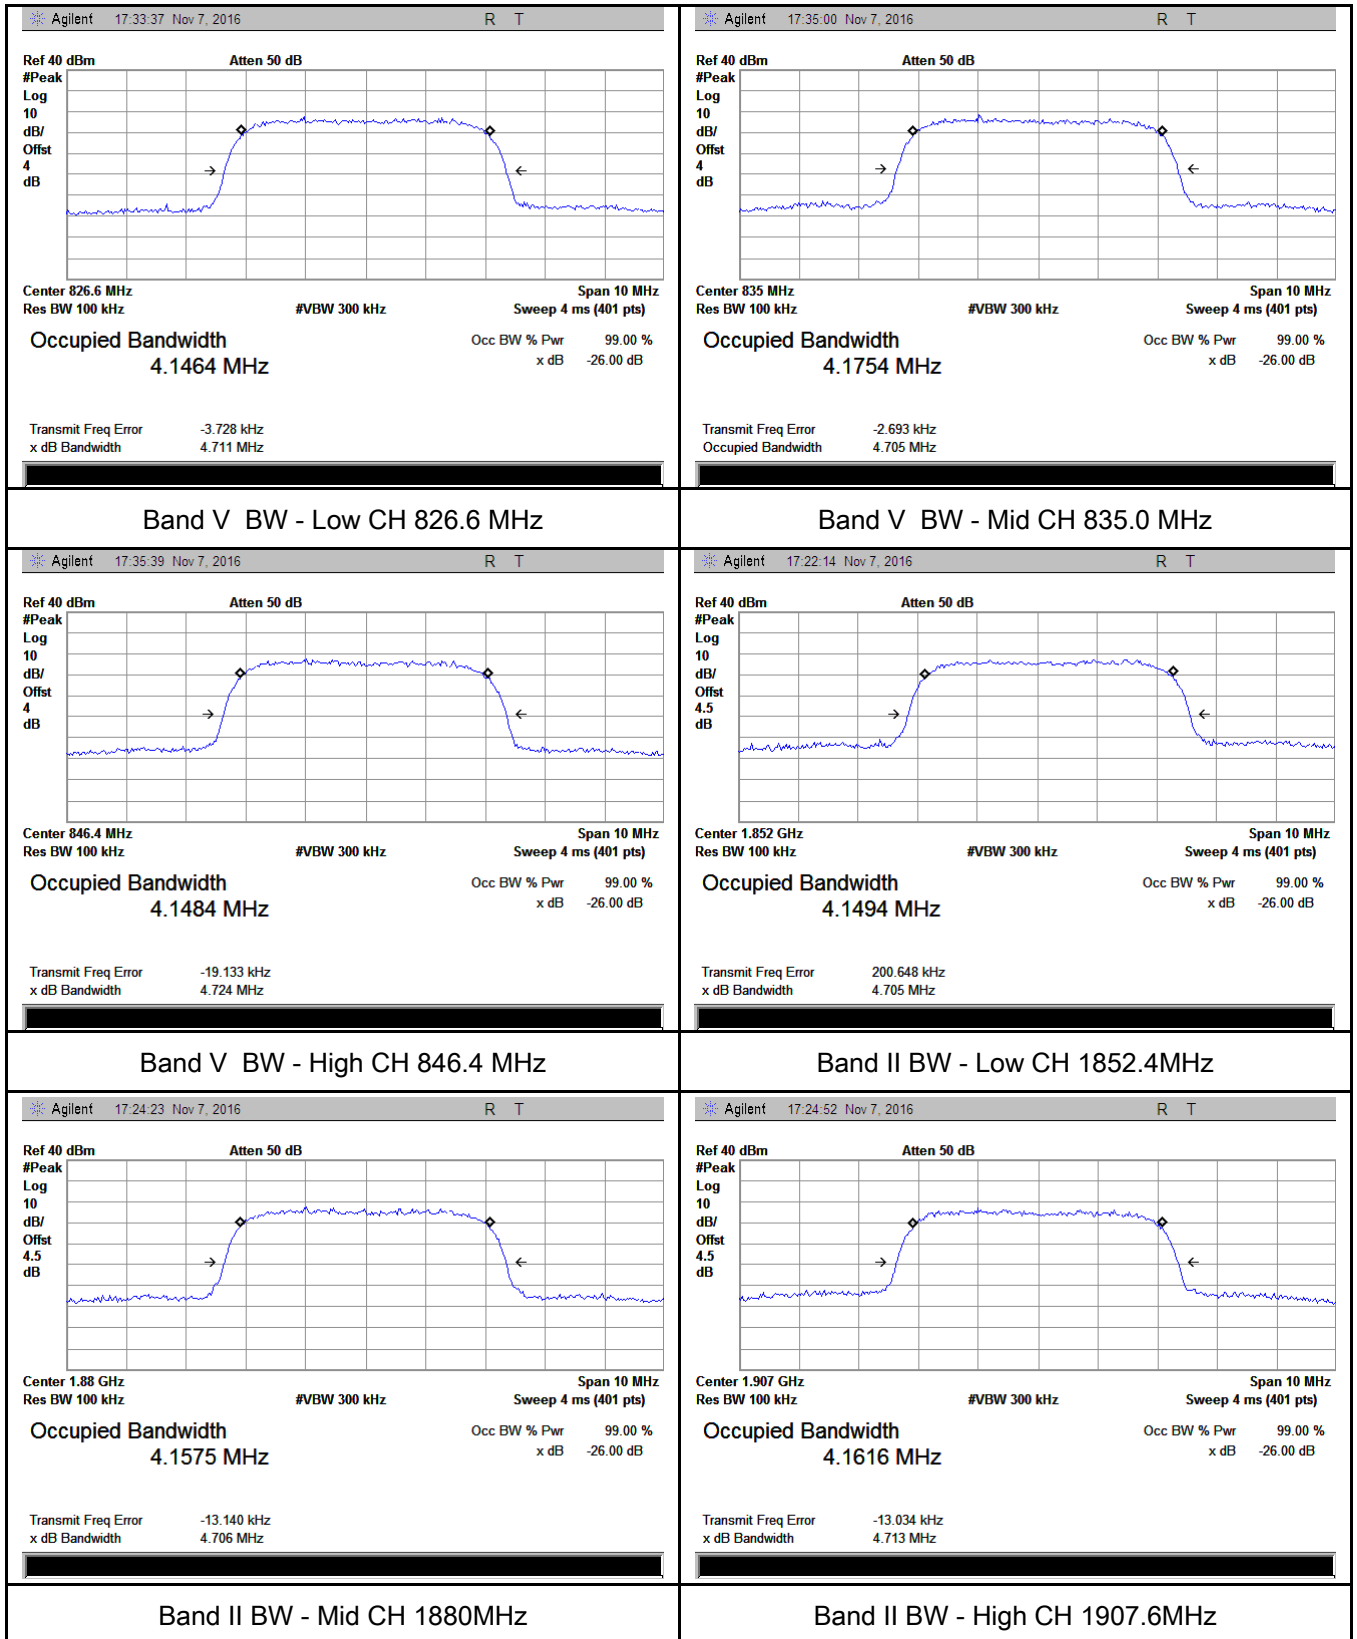 Agilent 17:33:37 Nov 7, 2016 R T
Ref 40 dBm Atten 50 dB
#Peak
Log
10
dB/
Offst
4
dB
Center 826.6 MHz Span 10 MHz
Res BW 100 kHz #VBW 300 kHz Sweep 4 ms (401 pts)
Occupied Bandwidth Occ BW % Pwr 99.00 %
4.1464 MHz x dB -26.00 dB
Transmit Freq Error -3.728 kHz
x dB Bandwidth 4.711 MHz
Band V BW - Low CH 826.6 MHz
Agilent 17:35:00 Nov 7, 2016 R T
Ref 40 dBm Atten 50 dB
#Peak
Log
10
dB/
Offst
4
dB
Center 835 MHz Span 10 MHz
Res BW 100 kHz #VBW 300 kHz Sweep 4 ms (401 pts)
Occupied Bandwidth Occ BW % Pwr 99.00 %
4.1754 MHz x dB -26.00 dB
Transmit Freq Error -2.693 kHz
Occupied Bandwidth 4.705 MHz
Band V BW - Mid CH 835.0 MHz
Agilent 17:35:39 Nov 7, 2016 R T
Ref 40 dBm Atten 50 dB
#Peak
Log
10
dB/
Offst
4
dB
Center 846.4 MHz Span 10 MHz
Res BW 100 kHz #VBW 300 kHz Sweep 4 ms (401 pts)
Occupied Bandwidth Occ BW % Pwr 99.00 %
4.1484 MHz x dB -26.00 dB
Transmit Freq Error -19.133 kHz
x dB Bandwidth 4.724 MHz
Band V BW - High CH 846.4 MHz
Agilent 17:22:14 Nov 7, 2016 R T
Ref 40 dBm Atten 50 dB
#Peak
Log
10
dB/
Offst
4.5
dB
Center 1.852 GHz Span 10 MHz
Res BW 100 kHz #VBW 300 kHz Sweep 4 ms (401 pts)
Occupied Bandwidth Occ BW % Pwr 99.00 %
4.1494 MHz x dB -26.00 dB
Transmit Freq Error 200.648 kHz
x dB Bandwidth 4.705 MHz
Band II BW - Low CH 1852.4MHz
Agilent 17:24:23 Nov 7, 2016 R T
Ref 40 dBm Atten 50 dB
#Peak
Log
10
dB/
Offst
4.5
dB
Center 1.88 GHz Span 10 MHz
Res BW 100 kHz #VBW 300 kHz Sweep 4 ms (401 pts)
Occupied Bandwidth Occ BW % Pwr 99.00 %
4.1575 MHz x dB -26.00 dB
Transmit Freq Error -13.140 kHz
x dB Bandwidth 4.706 MHz
Band II BW - Mid CH 1880MHz
Agilent 17:24:52 Nov 7, 2016 R T
Ref 40 dBm Atten 50 dB
#Peak
Log
10
dB/
Offst
4.5
dB
Center 1.907 GHz Span 10 MHz
Res BW 100 kHz #VBW 300 kHz Sweep 4 ms (401 pts)
Occupied Bandwidth Occ BW % Pwr 99.00 %
4.1616 MHz x dB -26.00 dB
Transmit Freq Error -13.034 kHz
x dB Bandwidth 4.713 MHz
Band II BW - High CH 1907.6MHz